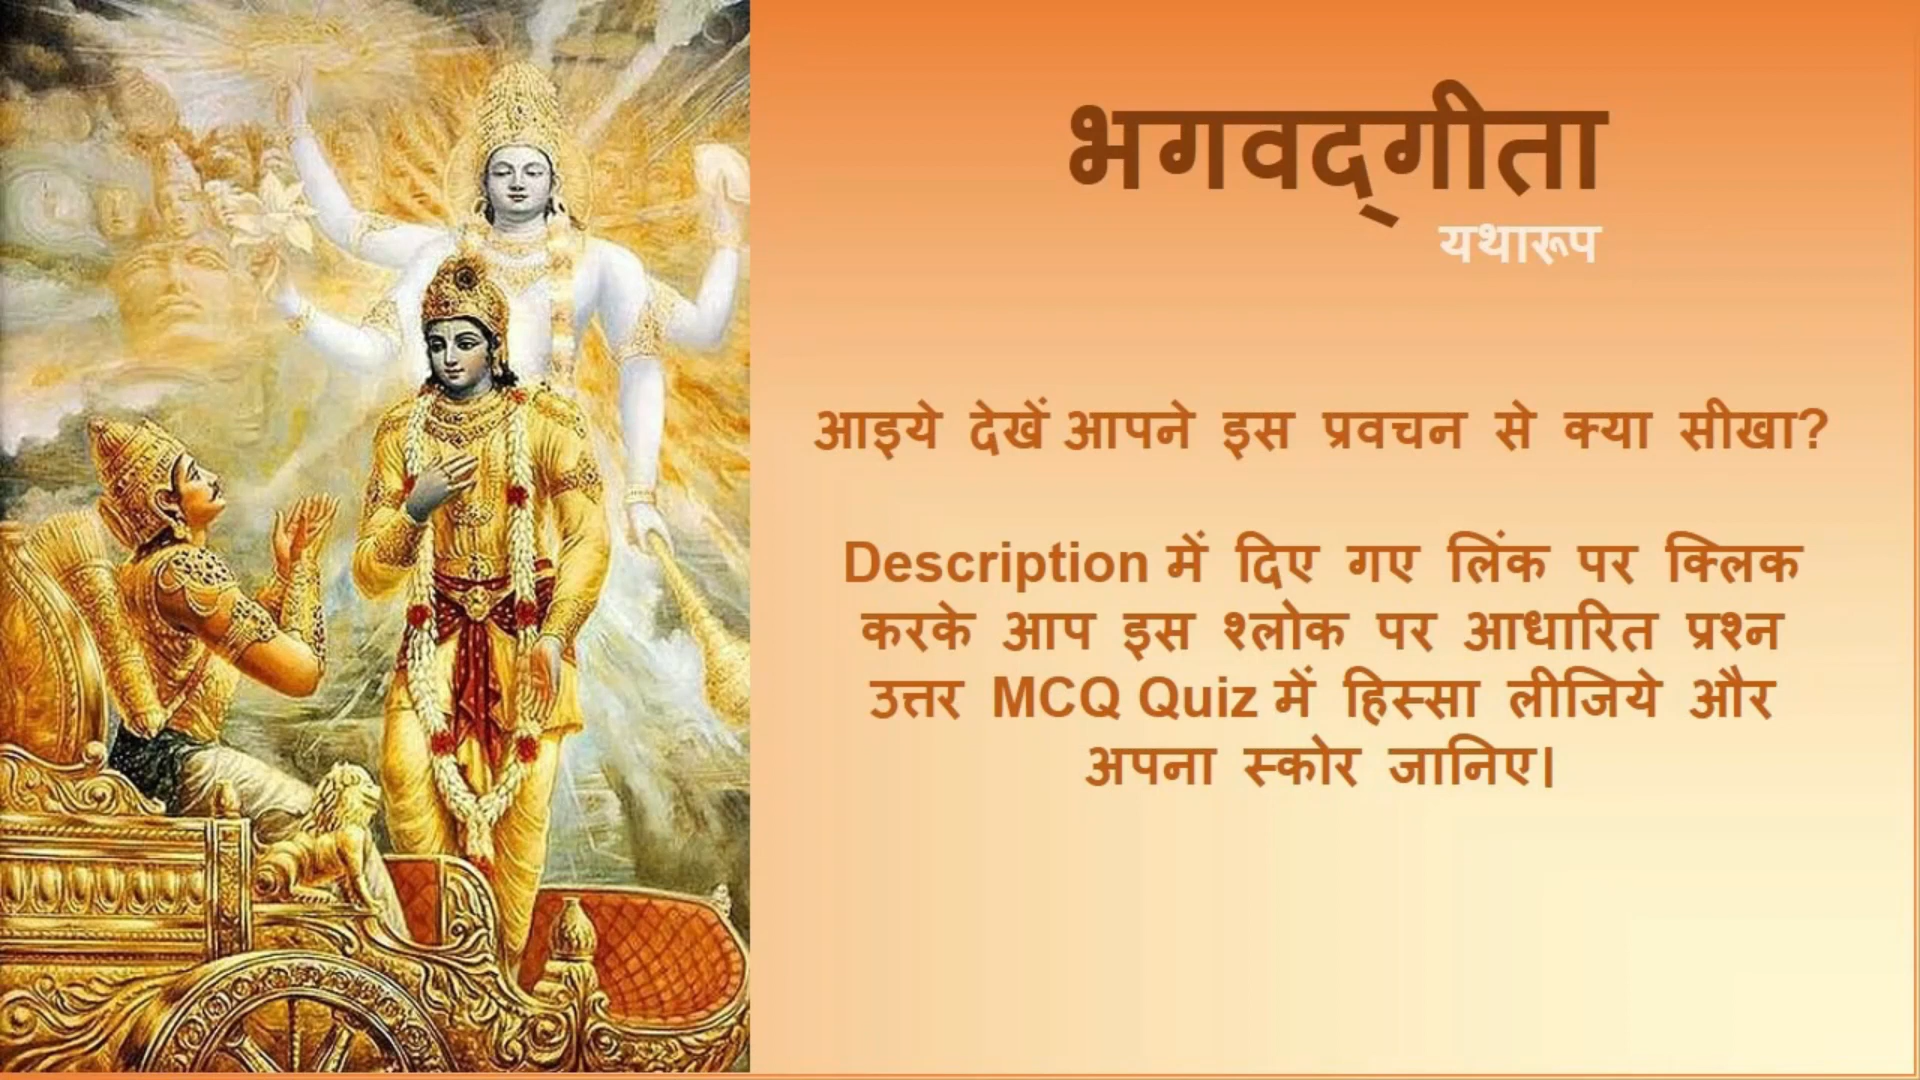 भगवद्‌गीता
यथारूप
आइये देखें आपने इस प्रवचन से क्या सीखा?
Description में दिए गए लिंक पर क्लिक
करके आप इस श्लोक पर आधारित प्रश्न
उत्तर MCQ Quiz में हिस्सा लीजिये और
अपना स्कोर जानिए।